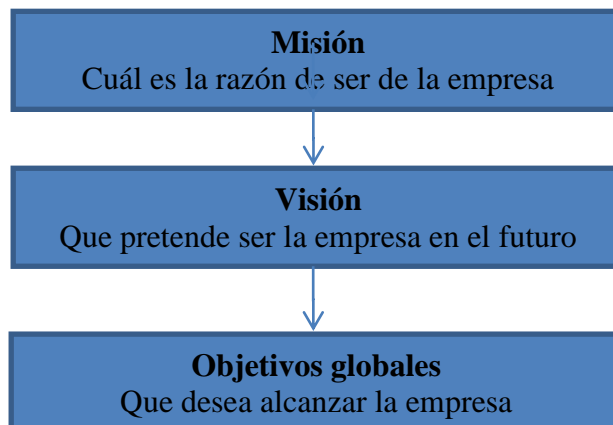 Misión
Cuál es la razón de ser de la empresa
Visión
Que pretende ser la empresa en el futuro
Objetivos globales
Que desea alcanzar la empresa